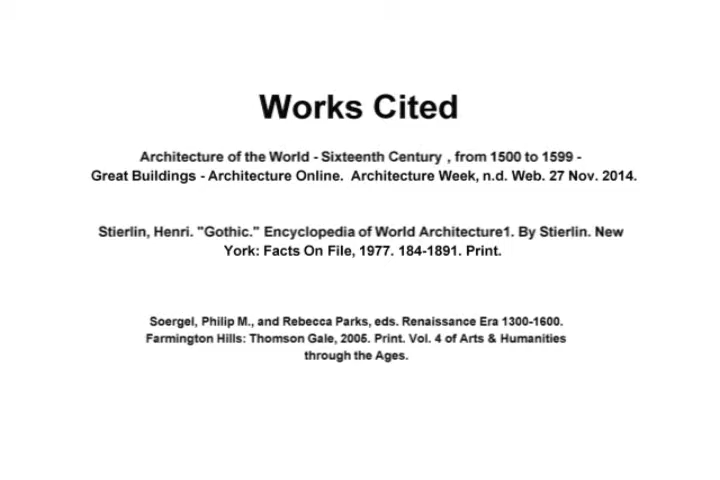 Works Cited
Architecture of the World - Sixteenth Century , from 1500 to 1599 -
Great Buildings - Architecture Online.  Architecture Week, n.d. Web. 27 Nov. 2014.
Stierlin, Henri. "Gothic." Encyclopedia of World Architecture1. By Stierlin. New
York: Facts On File, 1977. 184-1891. Print.
Soergel, Philip M., and Rebecca Parks, eds. Renaissance Era 1300-1600.
Farmington Hills: Thomson Gale, 2005. Print. Vol. 4 of Arts & Humanities
through the Ages.